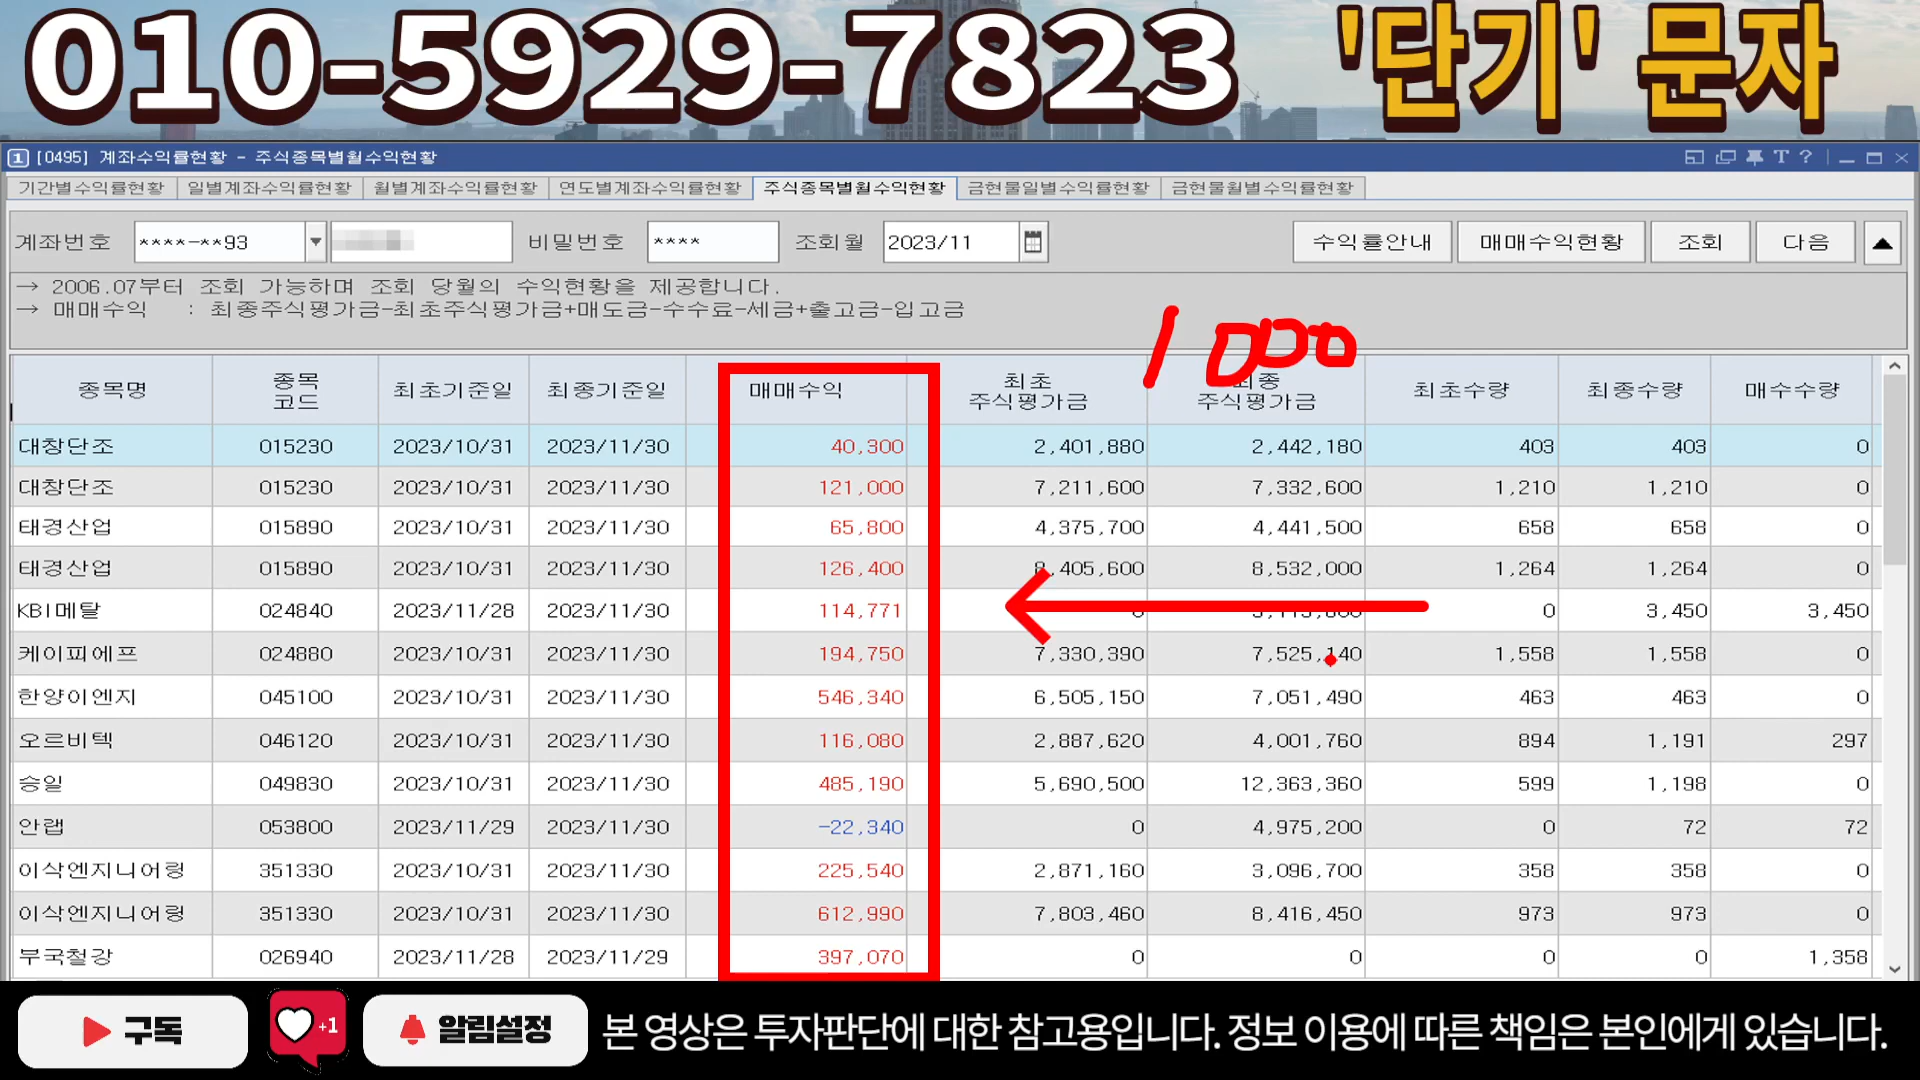 010-5929-7823 '단기' 문자
1 [0495] 계좌수익률현황 - 주식종목별월수익현황
기간별수익률현황 일별계좌수익률현황 월별계좌수익률현황 연도별계좌수익률현황 주식종목별월수익현황 금현물일별수익률현황 금현물월별수익률현황
계좌번호 ****-**93 비밀번호 **** 조회월 2023/11 수익률안내 매매수익현황 조회 다음
→ 2006.07부터 조회 가능하며 조회 당월의 수익현황을 제공합니다.
→ 매매수익 : 최종주식평가금-최초주식평가금+매도금-수수료-세금+출고금-입고금
1000
종목명 종목코드 최초기준일 최종기준일 매매수익 최초주식평가금 최종주식평가금 최초수량 최종수량 매수수량
대창단조 015230 2023/10/31 2023/11/30 40,300 2,401,880 2,442,180 403 403 0
대창단조 015230 2023/10/31 2023/11/30 121,000 7,211,600 7,332,600 1,210 1,210 0
태경산업 015890 2023/10/31 2023/11/30 65,800 4,375,700 4,441,500 658 658 0
태경산업 015890 2023/10/31 2023/11/30 126,400 8,405,600 8,532,000 1,264 1,264 0
KBI메탈 024840 2023/11/28 2023/11/30 114,771 0 0 3,450 3,450
케이피에프 024880 2023/10/31 2023/11/30 194,750 7,330,390 7,525,140 1,558 1,558 0
한양이엔지 045100 2023/10/31 2023/11/30 546,340 6,505,150 7,051,490 463 463 0
오르비텍 046120 2023/10/31 2023/11/30 116,080 2,887,620 4,001,760 894 1,191 297
승일 049830 2023/10/31 2023/11/30 485,190 5,690,500 12,363,360 599 1,198 0
안랩 053800 2023/11/29 2023/11/30 -22,340 0 4,975,200 0 72 72
이삭엔지니어링 351330 2023/10/31 2023/11/30 225,540 2,871,160 3,096,700 358 358 0
이삭엔지니어링 351330 2023/10/31 2023/11/30 612,990 7,803,460 8,416,450 973 973 0
부국철강 026940 2023/11/28 2023/11/29 397,070 0 0 0 0 1,358
구독 +1 알림설정 본 영상은 투자판단에 대한 참고용입니다. 정보 이용에 따른 책임은 본인에게 있습니다.